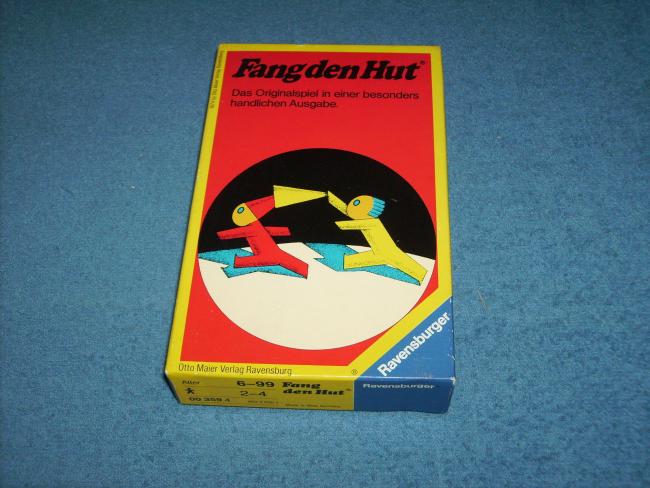 Fang den Hut®
Das Originalspiel in einer besonders
handlichen Ausgabe.
Otto Maier Verlag Ravensburg
®
Ravensburger
Alter
6–99
Fang
den Hut®
2–4
Ravensburger